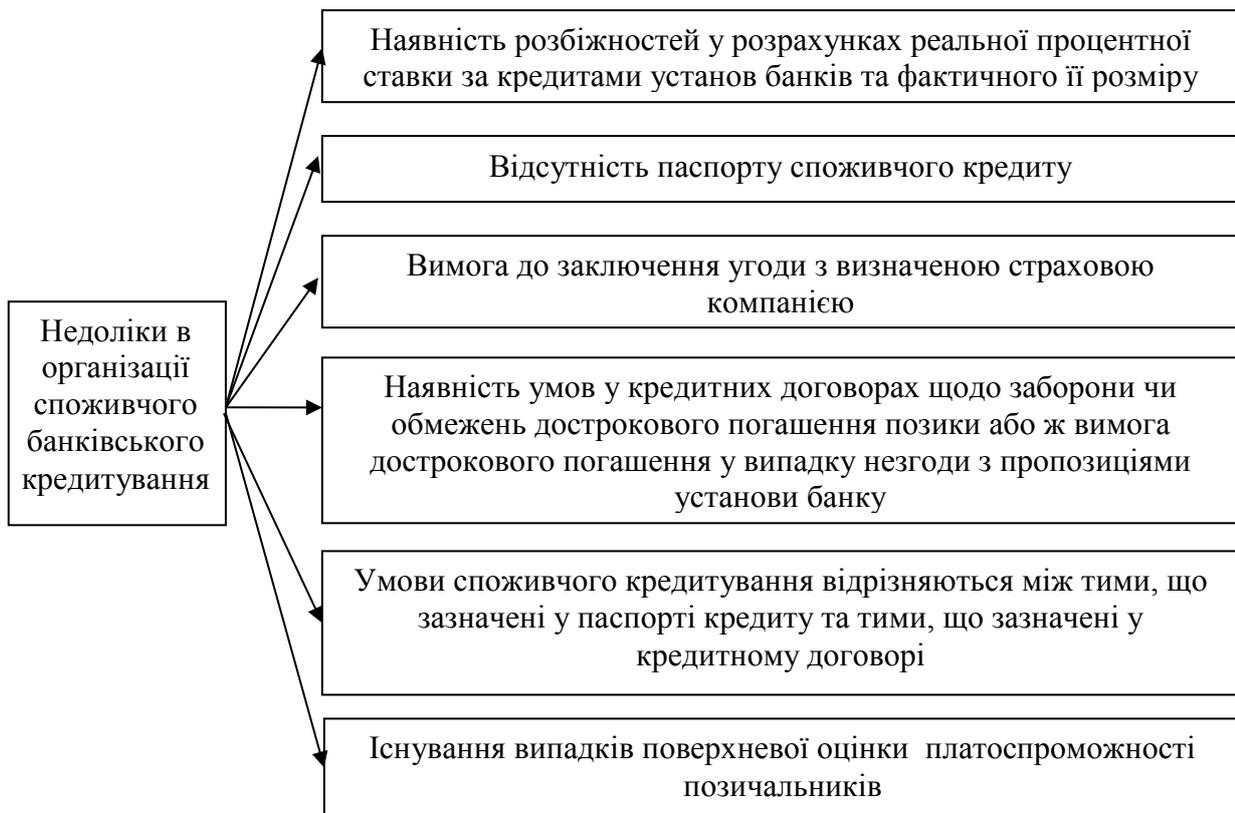 Наявність розбіжностей у розрахунках реальної процентної
ставки за кредитами установ банків та фактичного її розміру
Відсутність паспорту споживчого кредиту
Вимога до заключення угоди з визначеною страховою
компанією
Недоліки в
організації
споживчого
банківського
кредитування
Наявність умов у кредитних договорах щодо заборони чи
обмежень дострокового погашення позики або ж вимога
дострокового погашення у випадку незгоди з пропозиціями
установи банку
Умови споживчого кредитування відрізняються між тими, що
зазначені у паспорті кредиту та тими, що зазначені у
кредитному договорі
Існування випадків поверхневої оцінки платоспроможності
позичальників